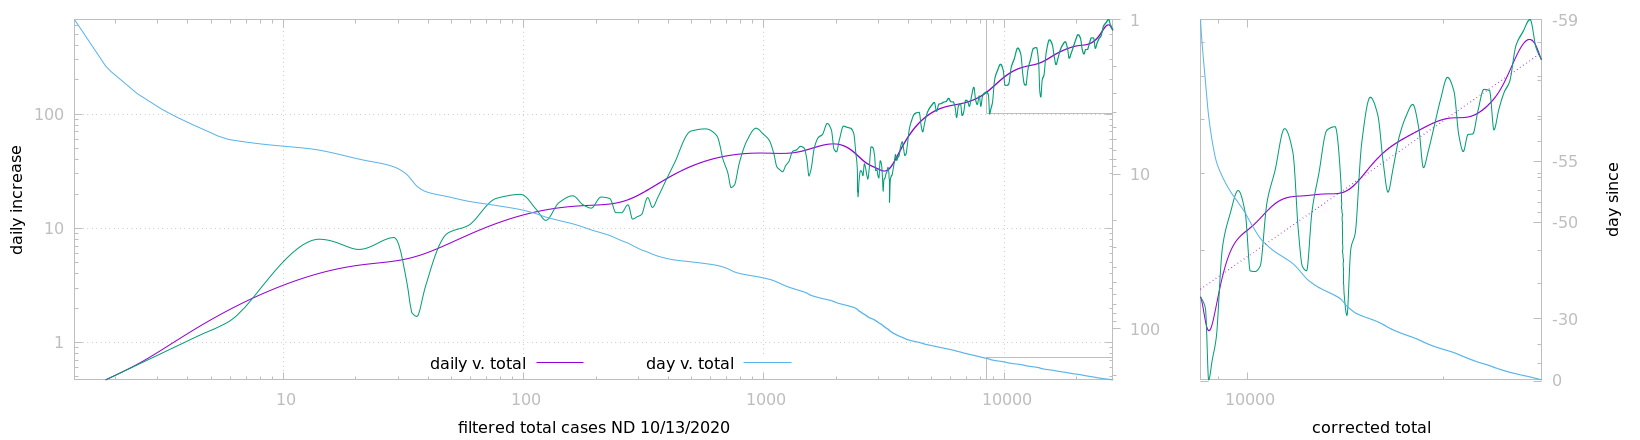 daily increase
100
10
1
daily v. total
day v. total
10
100
1000
10000
filtered total cases ND 10/13/2020
1
10
100
10000
corrected total
-59
-55
-50
-30
0
day since